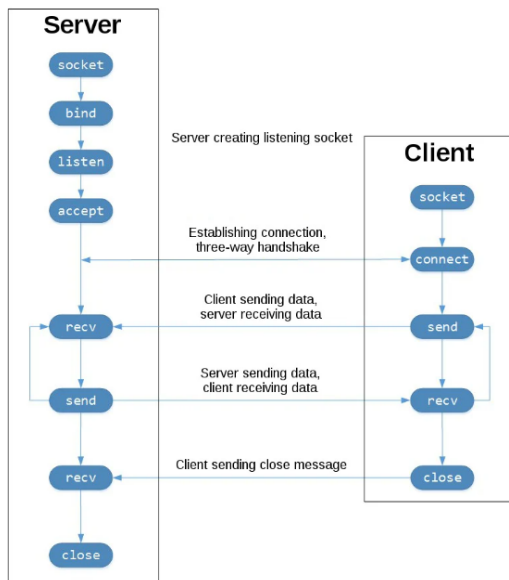 Server
socket
bind
listen
accept
recv
send
recv
close
Server creating listening socket
Establishing connection,
three-way handshake
Client sending data,
server receiving data
Server sending data,
client receiving data
Client sending close message
Client
socket
connect
send
recv
close